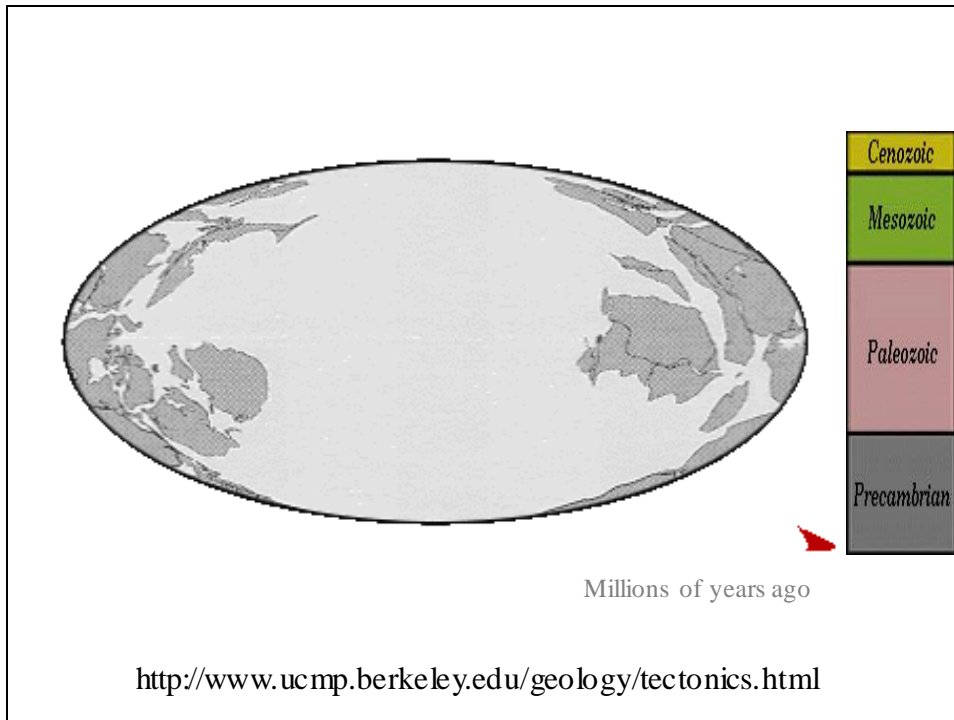 Cenozoic
Mesozoic
Paleozoic
Precambrian
Millions of years ago
http://www.ucmp.berkeley.edu/geology/tectonics.html